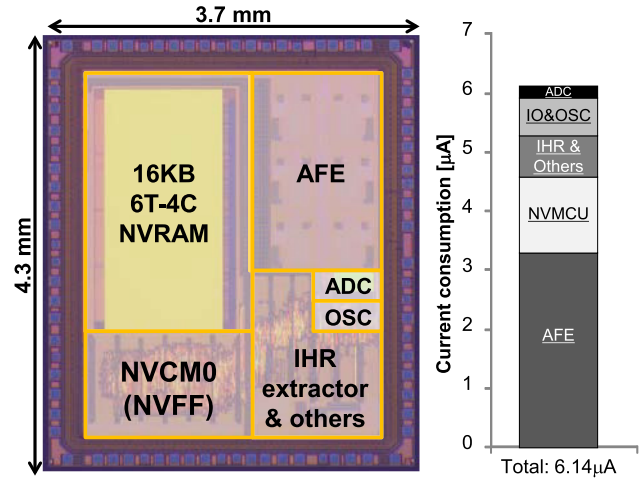 3.7 mm
4.3 mm
16KB
6T-4C
NVRAM
AFE
ADC
OSC
NVCM0
(NVFF)
IHR
extractor
& others
Current consumption [μA]
7
6
5
4
3
2
1
0
ADC
IO&OSC
IHR &
Others
NVMCU
AFE
Total: 6.14μA